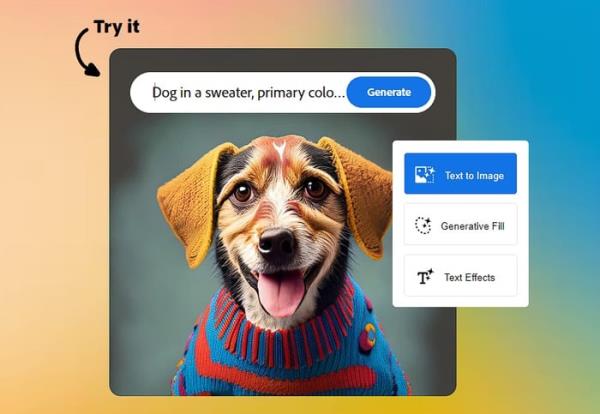 Try it
Dog in a sweater, primary colo...
Generate
Text to Image
Generative Fill
Text Effects